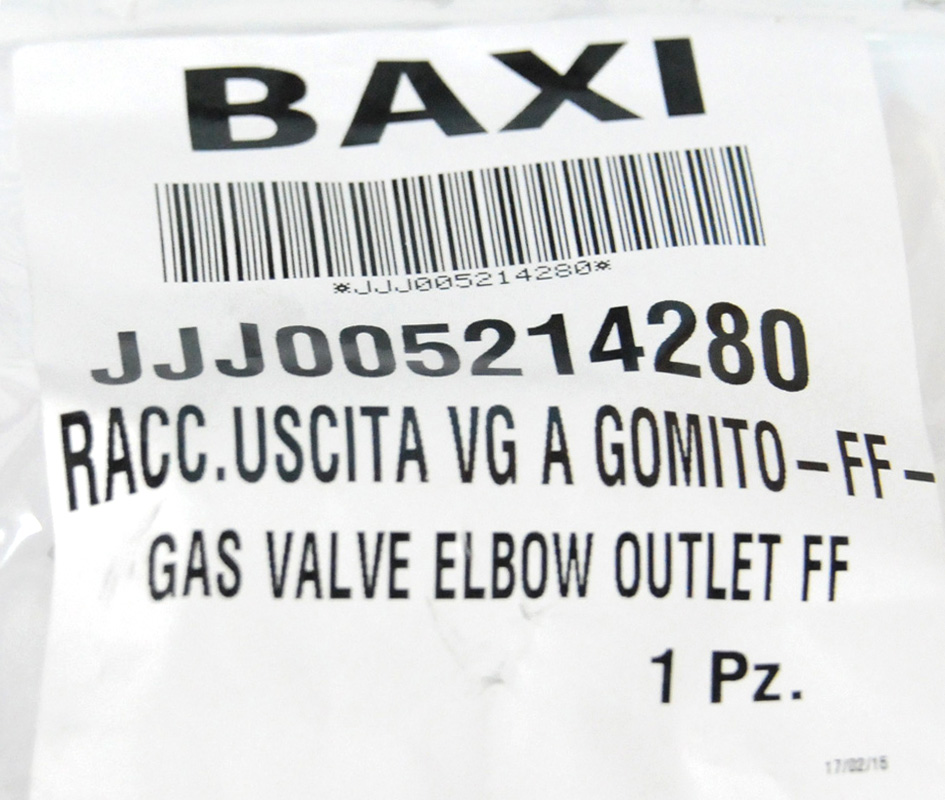 BAXI
*JJJ005214280*
JJJ005214280
RACC.USCITA VG A GOMITO - FF -
GAS VALVE ELBOW OUTLET FF
1 Pz.
17/02/15